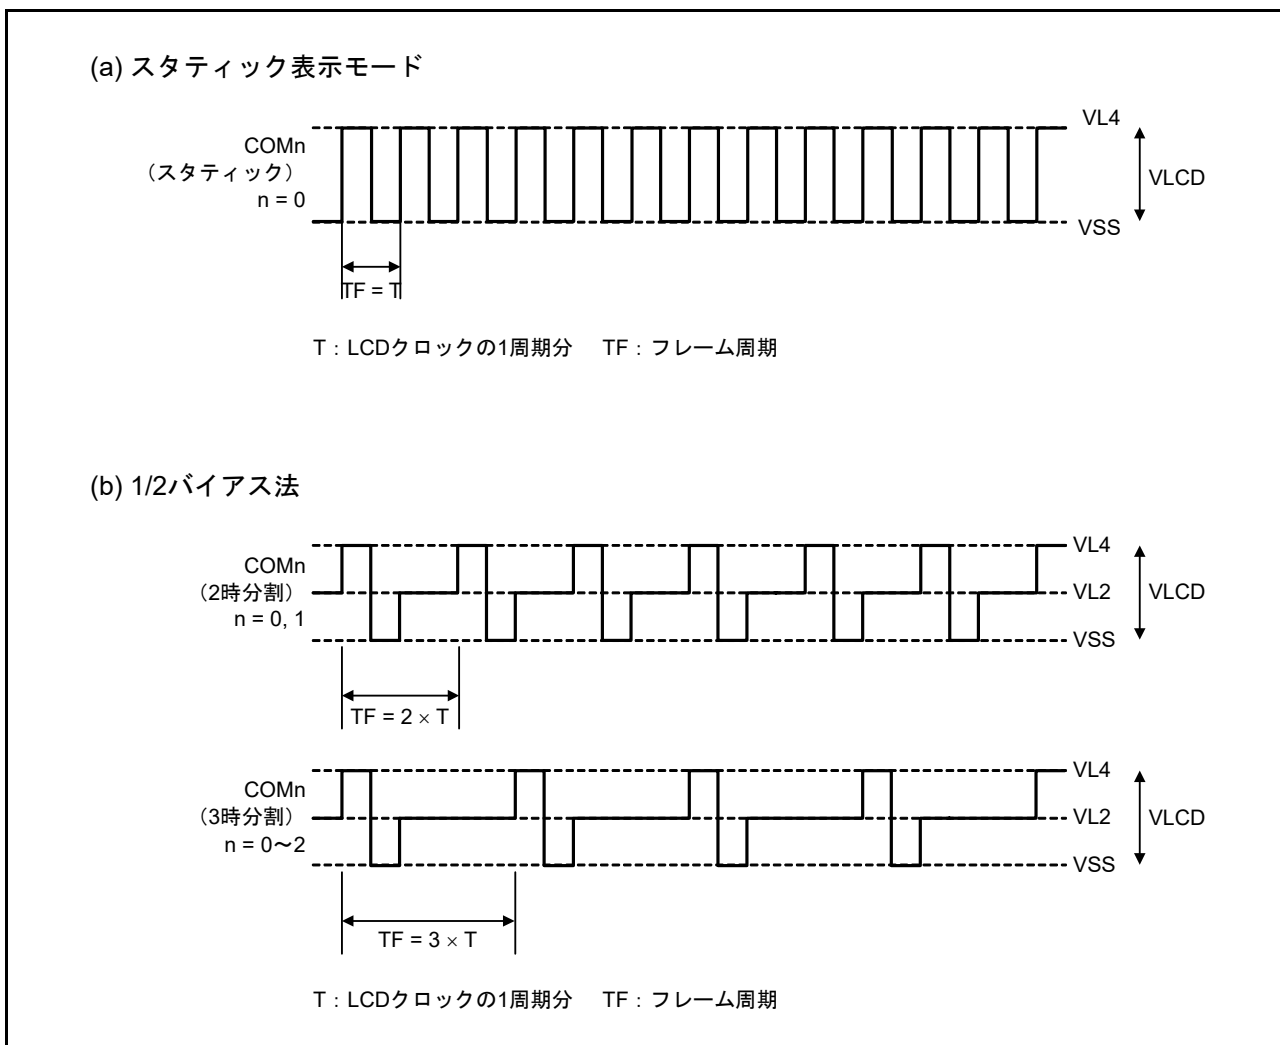 (a) スタティック表示モード
COMn
（スタティック）
n = 0
VL4
VLCD
VSS
TF = T
T：LCDクロックの1周期分　TF：フレーム周期
(b) 1/2バイアス法
COMn
（2時分割）
n = 0, 1
VL4
VL2
VLCD
VSS
TF = 2 × T
COMn
（3時分割）
n = 0～2
VL4
VL2
VLCD
VSS
TF = 3 × T
T：LCDクロックの1周期分　TF：フレーム周期